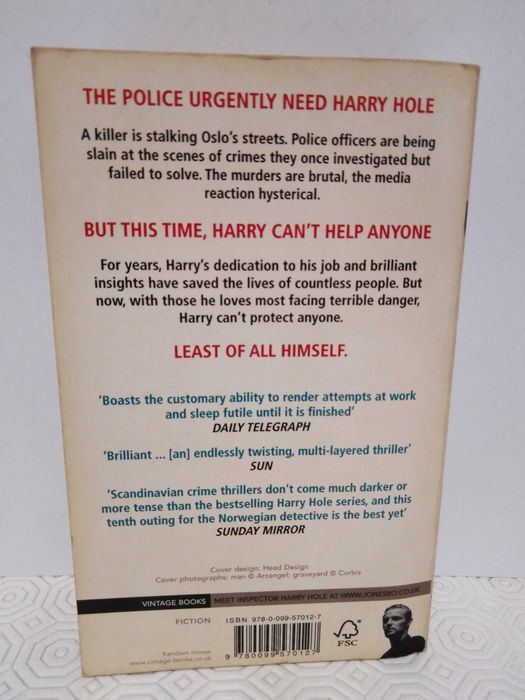 THE POLICE URGENTLY NEED HARRY HOLE
A killer is stalking Oslo's streets. Police officers are being
slain at the scenes of crimes they once investigated but
failed to solve. The murders are brutal, the media
reaction hysterical.
BUT THIS TIME, HARRY CAN'T HELP ANYONE
For years, Harry's dedication to his job and brilliant
insights have saved the lives of countless people. But
now, with those he loves most facing terrible danger,
Harry can't protect anyone.
LEAST OF ALL HIMSELF.
'Boasts the customary ability to render attempts at work
and sleep futile until it is finished'
DAILY TELEGRAPH
'Brilliant ... [an] endlessly twisting, multi-layered thriller'
SUN
'Scandinavian crime thrillers don't come much darker or
more tense than the bestselling Harry Hole series, and this
tenth outing for the Norwegian detective is the best yet'
SUNDAY MIRROR
Cover design: Head Design
Cover photographs: man © Arcangel; graveyard © Corbis
VINTAGE BOOKS MEET INSPECTOR HARRY HOLE AT WWW.JONESBO.CO.UK
FICTION ISBN 978-0-099-57012-7
Random House
www.vintage-books.co.uk
9 780099 570127
FSC